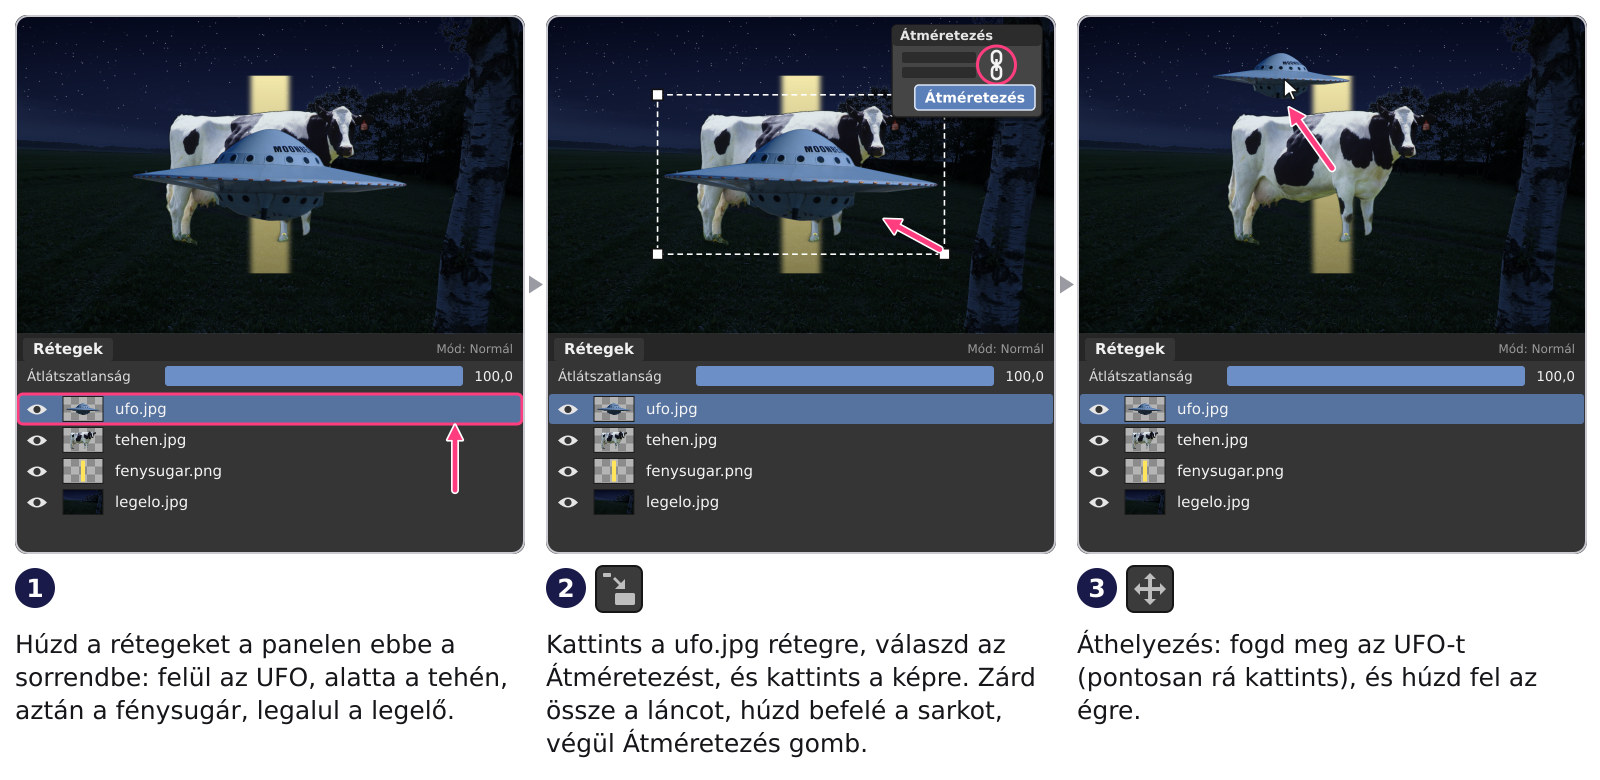 Rétegek
Mód: Normál
Átlátszatlanság
100,0
ufo.jpg
tehen.jpg
fenysugar.png
legelo.jpg
1
Húzd a rétegeket a panelen ebbe a
sorrendbe: felül az UFO, alatta a tehén,
aztán a fénysugár, legalul a legelő.
Átméretezés
Átméretezés
Rétegek
Mód: Normál
Átlátszatlanság
100,0
ufo.jpg
tehen.jpg
fenysugar.png
legelo.jpg
2
Kattints a ufo.jpg rétegre, válaszd az
Átméretezést, és kattints a képre. Zárd
össze a láncot, húzd befelé a sarkot,
végül Átméretezés gomb.
Rétegek
Mód: Normál
Átlátszatlanság
100,0
ufo.jpg
tehen.jpg
fenysugar.png
legelo.jpg
3
Áthelyezés: fogd meg az UFO-t
(pontosan rá kattints), és húzd fel az
égre.